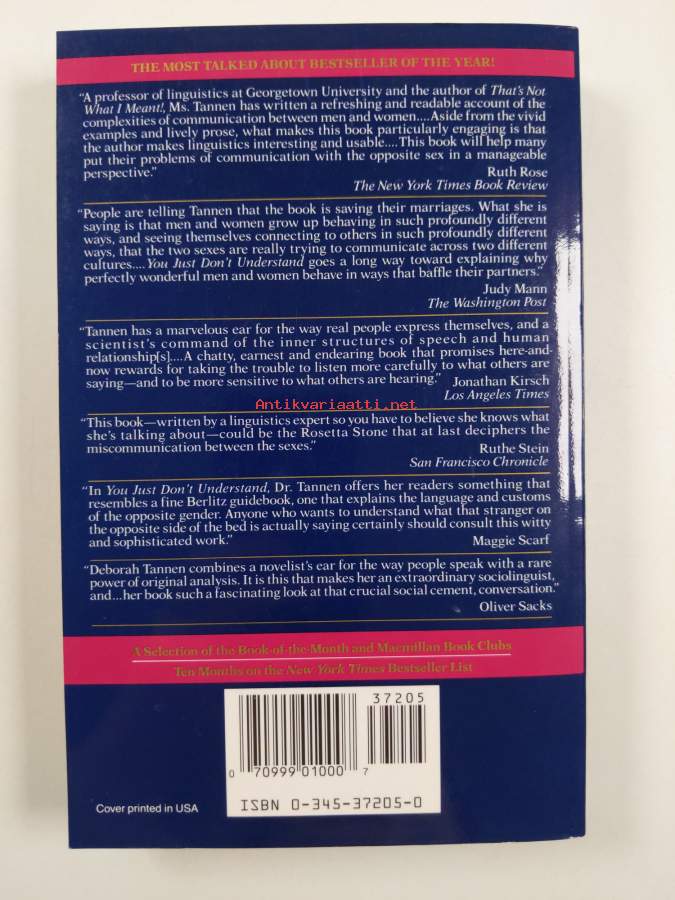 THE MOST TALKED ABOUT BESTSELLER OF THE YEAR!
“A professor of linguistics at Georgetown University and the author of That's Not
What I Meant!, Ms. Tannen has written a refreshing and readable account of the
complexities of communication between men and women....Aside from the vivid
examples and lively prose, what makes this book particularly engaging is that
the author makes linguistics interesting and usable....This book will help many
put their problems of communication with the opposite sex in a manageable
perspective.”
Ruth Rose
The New York Times Book Review
“People are telling Tannen that the book is saving their marriages. What she is
saying is that men and women grow up behaving in such profoundly different
ways, and seeing themselves connecting to others in such profoundly different
ways, that the two sexes are really trying to communicate across two different
cultures....You Just Don't Understand goes a long way toward explaining why
perfectly wonderful men and women behave in ways that baffle their partners.”
Judy Mann
The Washington Post
“Tannen has a marvelous ear for the way real people express themselves, and a
scientist's command of the inner structures of speech and human
relationship[s]....A chatty, earnest and endearing book that promises here-and-
now rewards for taking the trouble to listen more carefully to what others are
saying—and to be more sensitive to what others are hearing.”
Jonathan Kirsch
Los Angeles Times
Antikvariaatti.net
“This book—written by a linguistics expert so you have to believe she knows what
she's talking about—could be the Rosetta Stone that at last deciphers the
miscommunication between the sexes.”
Ruthe Stein
San Francisco Chronicle
“In You Just Don't Understand, Dr. Tannen offers her readers something that
resembles a fine Berlitz guidebook, one that explains the language and customs
of the opposite gender. Anyone who wants to understand what that stranger on
the opposite side of the bed is actually saying certainly should consult this witty
and sophisticated work.”
Maggie Scarf
“Deborah Tannen combines a novelist's ear for the way people speak with a rare
power of original analysis. It is this that makes her an extraordinary sociolinguist,
and...her book such a fascinating look at that crucial social cement, conversation.”
Oliver Sacks
A Selection of the Book-of-the-Month and Macmillan Book Clubs
Ten Months on the New York Times Bestseller List
37205
0 70999 01000 7
ISBN 0-345-37205-0
Cover printed in USA